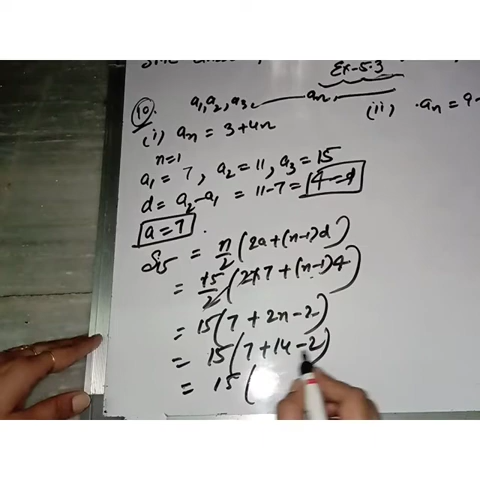 Ex-5.3
(10). a1, a2, a3, — an,
(i) an = 3+4n (ii) an = 9-
n=1
a1 = 7, a2 = 11, a3 = 15
d = a2-a1 = 11-7 = 4=d
a=7
S15 = n/2 (2a+(n-1)d)
= 15/2 (2x7 + (n-1)4)
= 15(7 + 2n-2)
= 15(7+14-2)
= 15(